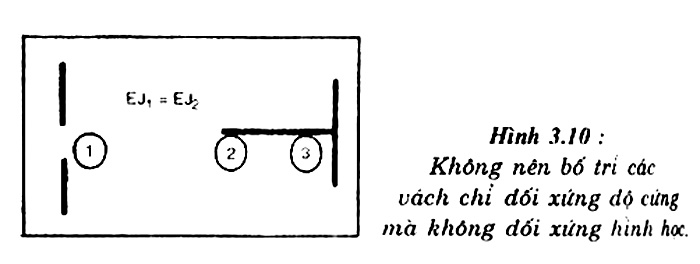 EJ₁ = EJ₂
1
2
3
Hình 3.10 :
Không nên bố trí các
vách chỉ đối xứng độ cứng
mà không đối xứng hình học.